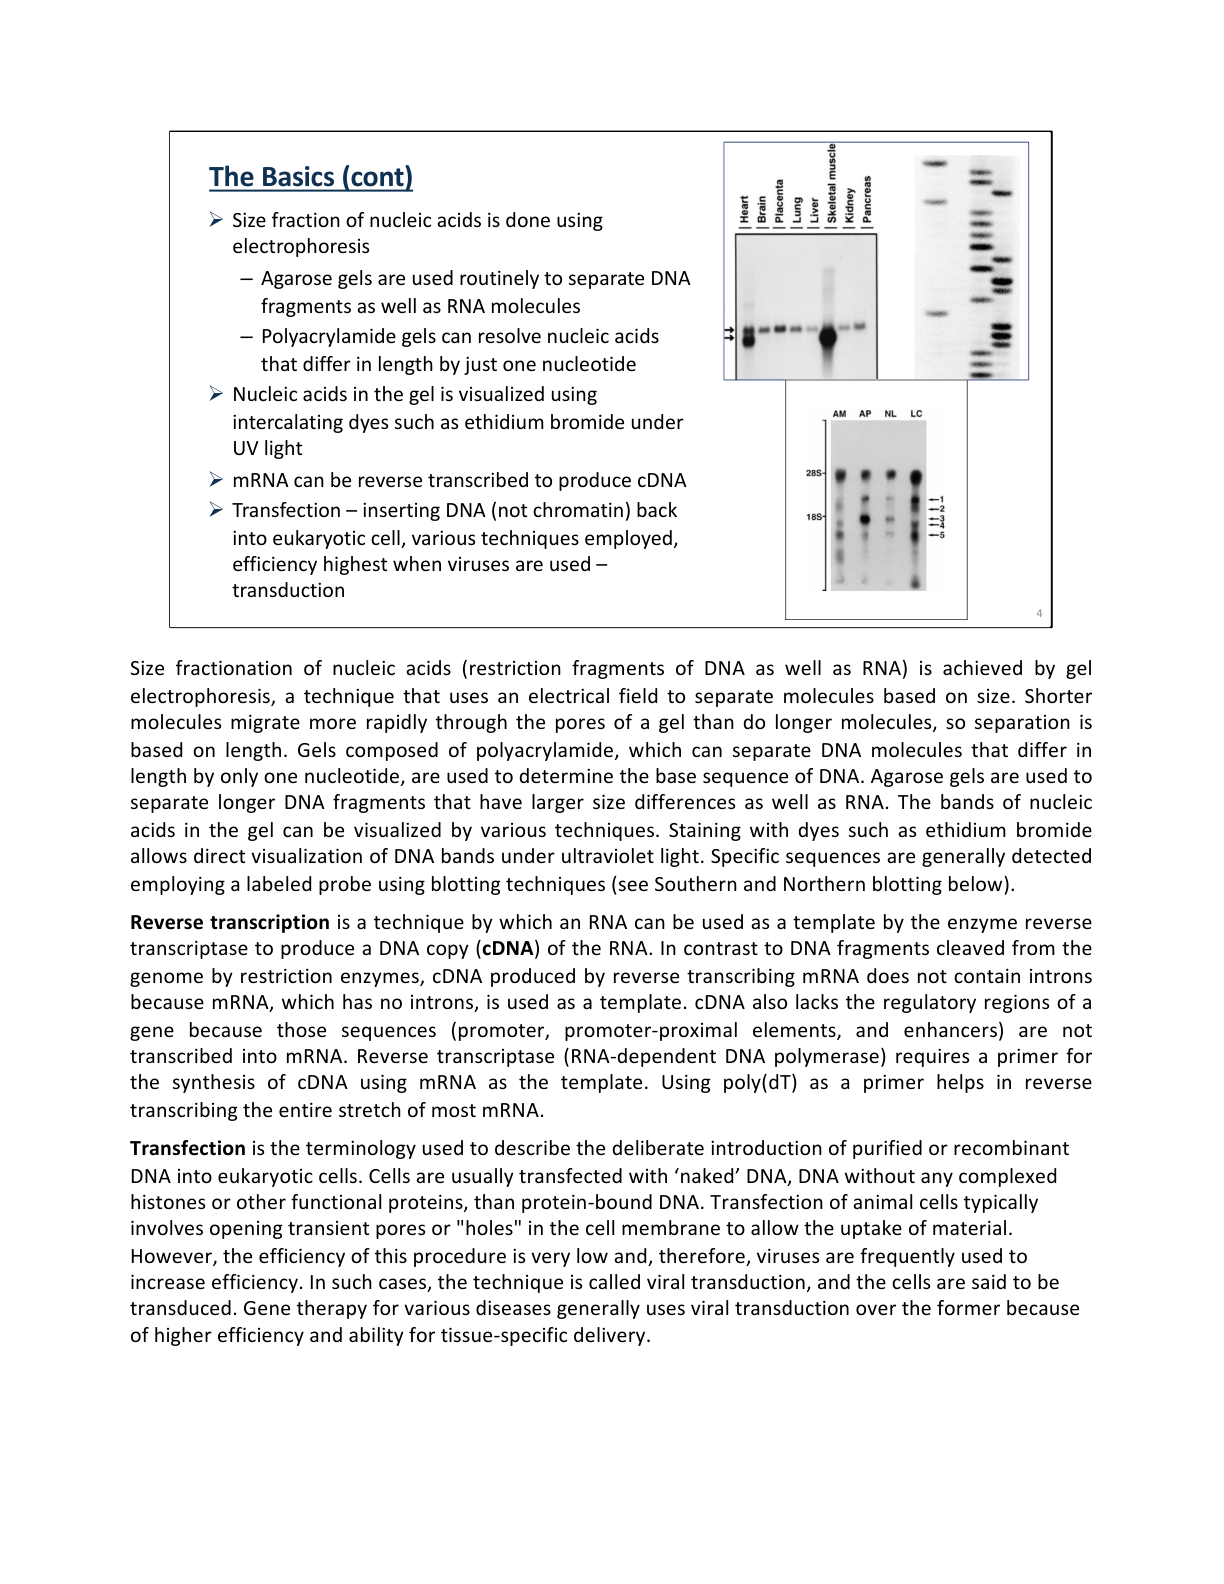 The Basics (cont)
➢ Size fraction of nucleic acids is done using
electrophoresis
– Agarose gels are used routinely to separate DNA
fragments as well as RNA molecules
– Polyacrylamide gels can resolve nucleic acids
that differ in length by just one nucleotide
➢ Nucleic acids in the gel is visualized using
intercalating dyes such as ethidium bromide under
UV light
➢ mRNA can be reverse transcribed to produce cDNA
➢ Transfection – inserting DNA (not chromatin) back
into eukaryotic cell, various techniques employed,
efficiency highest when viruses are used –
transduction
Heart
Brain
Placenta
Lung
Liver
Skeletal muscle
Kidney
Pancreas
AM AP NL LC
28S
18S
1
2
3
4
5
4
Size fractionation of nucleic acids (restriction fragments of DNA as well as RNA) is achieved by gel
electrophoresis, a technique that uses an electrical field to separate molecules based on size. Shorter
molecules migrate more rapidly through the pores of a gel than do longer molecules, so separation is
based on length. Gels composed of polyacrylamide, which can separate DNA molecules that differ in
length by only one nucleotide, are used to determine the base sequence of DNA. Agarose gels are used to
separate longer DNA fragments that have larger size differences as well as RNA. The bands of nucleic
acids in the gel can be visualized by various techniques. Staining with dyes such as ethidium bromide
allows direct visualization of DNA bands under ultraviolet light. Specific sequences are generally detected
employing a labeled probe using blotting techniques (see Southern and Northern blotting below).
Reverse transcription is a technique by which an RNA can be used as a template by the enzyme reverse
transcriptase to produce a DNA copy (cDNA) of the RNA. In contrast to DNA fragments cleaved from the
genome by restriction enzymes, cDNA produced by reverse transcribing mRNA does not contain introns
because mRNA, which has no introns, is used as a template. cDNA also lacks the regulatory regions of a
gene because those sequences (promoter, promoter-proximal elements, and enhancers) are not
transcribed into mRNA. Reverse transcriptase (RNA-dependent DNA polymerase) requires a primer for
the synthesis of cDNA using mRNA as the template. Using poly(dT) as a primer helps in reverse
transcribing the entire stretch of most mRNA.
Transfection is the terminology used to describe the deliberate introduction of purified or recombinant
DNA into eukaryotic cells. Cells are usually transfected with ‘naked’ DNA, DNA without any complexed
histones or other functional proteins, than protein-bound DNA. Transfection of animal cells typically
involves opening transient pores or "holes" in the cell membrane to allow the uptake of material.
However, the efficiency of this procedure is very low and, therefore, viruses are frequently used to
increase efficiency. In such cases, the technique is called viral transduction, and the cells are said to be
transduced. Gene therapy for various diseases generally uses viral transduction over the former because
of higher efficiency and ability for tissue-specific delivery.